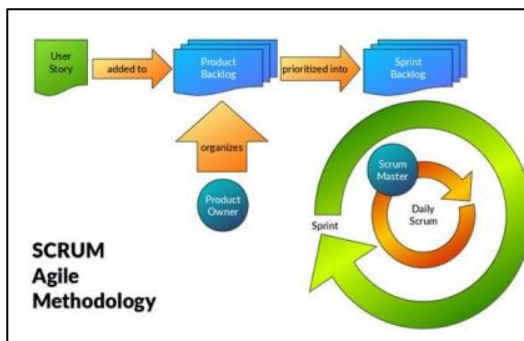 User
Story
added to
Product
Backlog
prioritized into
Sprint
Backlog
organizes
Product
Owner
Scrum
Master
Daily
Scrum
Sprint
SCRUM
Agile
Methodology